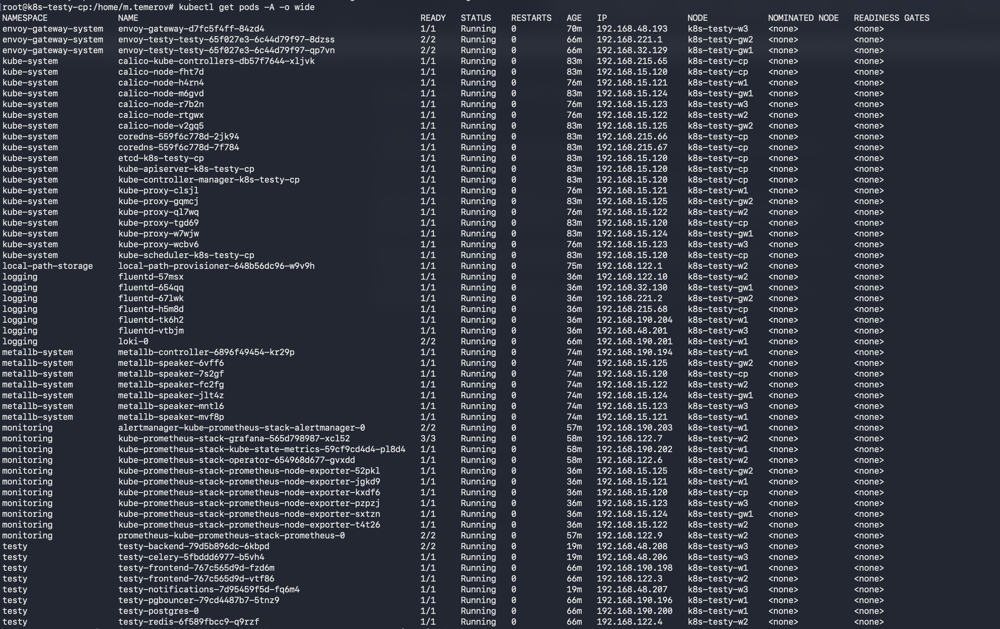 root@k8s-testy-cp:/home/m.temerov# kubectl get pods -A -o wide
NAMESPACE NAME READY STATUS RESTARTS AGE IP NODE NOMINATED NODE READINESS GATES
envoy-gateway-system envoy-gateway-d7fc5f4ff-84zd4 1/1 Running 0 70m 192.168.48.193 k8s-testy-w3 <none> <none>
envoy-gateway-system envoy-testy-testy-65f027e3-6c44d79f97-8dzss 2/2 Running 0 66m 192.168.221.1 k8s-testy-gw2 <none> <none>
envoy-gateway-system envoy-testy-testy-65f027e3-6c44d79f97-qp7vn 2/2 Running 0 66m 192.168.32.129 k8s-testy-gw1 <none> <none>
kube-system calico-kube-controllers-db57f7644-xljvk 1/1 Running 0 83m 192.168.215.65 k8s-testy-cp <none> <none>
kube-system calico-node-fht7d 1/1 Running 0 83m 192.168.15.120 k8s-testy-cp <none> <none>
kube-system calico-node-h4rn4 1/1 Running 0 76m 192.168.15.121 k8s-testy-w1 <none> <none>
kube-system calico-node-m6gvd 1/1 Running 0 83m 192.168.15.124 k8s-testy-gw1 <none> <none>
kube-system calico-node-r7b2n 1/1 Running 0 76m 192.168.15.123 k8s-testy-w3 <none> <none>
kube-system calico-node-rtgwx 1/1 Running 0 76m 192.168.15.122 k8s-testy-w2 <none> <none>
kube-system calico-node-v2gq5 1/1 Running 0 83m 192.168.15.125 k8s-testy-gw2 <none> <none>
kube-system coredns-559f6c778d-2jk94 1/1 Running 0 83m 192.168.215.66 k8s-testy-cp <none> <none>
kube-system coredns-559f6c778d-7f784 1/1 Running 0 83m 192.168.215.67 k8s-testy-cp <none> <none>
kube-system etcd-k8s-testy-cp 1/1 Running 0 83m 192.168.15.120 k8s-testy-cp <none> <none>
kube-system kube-apiserver-k8s-testy-cp 1/1 Running 0 83m 192.168.15.120 k8s-testy-cp <none> <none>
kube-system kube-controller-manager-k8s-testy-cp 1/1 Running 0 83m 192.168.15.120 k8s-testy-cp <none> <none>
kube-system kube-proxy-clsjl 1/1 Running 0 76m 192.168.15.121 k8s-testy-w1 <none> <none>
kube-system kube-proxy-gqmcj 1/1 Running 0 83m 192.168.15.125 k8s-testy-gw2 <none> <none>
kube-system kube-proxy-ql7wq 1/1 Running 0 76m 192.168.15.122 k8s-testy-w2 <none> <none>
kube-system kube-proxy-tgd69 1/1 Running 0 83m 192.168.15.120 k8s-testy-cp <none> <none>
kube-system kube-proxy-w7wjw 1/1 Running 0 83m 192.168.15.124 k8s-testy-gw1 <none> <none>
kube-system kube-proxy-wcbv6 1/1 Running 0 76m 192.168.15.123 k8s-testy-w3 <none> <none>
kube-system kube-scheduler-k8s-testy-cp 1/1 Running 0 83m 192.168.15.120 k8s-testy-cp <none> <none>
local-path-storage local-path-provisioner-648b56dc96-w9v9h 1/1 Running 0 75m 192.168.122.1 k8s-testy-w2 <none> <none>
logging fluentd-57msx 1/1 Running 0 36m 192.168.122.10 k8s-testy-w2 <none> <none>
logging fluentd-654qq 1/1 Running 0 36m 192.168.32.130 k8s-testy-gw1 <none> <none>
logging fluentd-67lwk 1/1 Running 0 36m 192.168.221.2 k8s-testy-gw2 <none> <none>
logging fluentd-h5m8d 1/1 Running 0 36m 192.168.215.68 k8s-testy-cp <none> <none>
logging fluentd-tk6h2 1/1 Running 0 36m 192.168.190.204 k8s-testy-w1 <none> <none>
logging fluentd-vtbjm 1/1 Running 0 36m 192.168.48.201 k8s-testy-w3 <none> <none>
logging loki-0 2/2 Running 0 66m 192.168.190.201 k8s-testy-w1 <none> <none>
metallb-system metallb-controller-6896f49454-kr29p 1/1 Running 0 74m 192.168.190.194 k8s-testy-w1 <none> <none>
metallb-system metallb-speaker-6vff6 1/1 Running 0 74m 192.168.15.125 k8s-testy-gw2 <none> <none>
metallb-system metallb-speaker-7s2gf 1/1 Running 0 74m 192.168.15.120 k8s-testy-cp <none> <none>
metallb-system metallb-speaker-fc2fg 1/1 Running 0 74m 192.168.15.122 k8s-testy-w2 <none> <none>
metallb-system metallb-speaker-jlt4z 1/1 Running 0 74m 192.168.15.124 k8s-testy-gw1 <none> <none>
metallb-system metallb-speaker-mntl6 1/1 Running 0 74m 192.168.15.123 k8s-testy-w3 <none> <none>
metallb-system metallb-speaker-mvf8p 1/1 Running 0 74m 192.168.15.121 k8s-testy-w1 <none> <none>
monitoring alertmanager-kube-prometheus-stack-alertmanager-0 2/2 Running 0 57m 192.168.190.203 k8s-testy-w1 <none> <none>
monitoring kube-prometheus-stack-grafana-565d798987-xcl52 3/3 Running 0 58m 192.168.122.7 k8s-testy-w2 <none> <none>
monitoring kube-prometheus-stack-kube-state-metrics-59cf9cd4d4-pl8d4 1/1 Running 0 58m 192.168.190.202 k8s-testy-w1 <none> <none>
monitoring kube-prometheus-stack-operator-654968d677-gvxdd 1/1 Running 0 58m 192.168.122.6 k8s-testy-w2 <none> <none>
monitoring kube-prometheus-stack-prometheus-node-exporter-52pkl 1/1 Running 0 36m 192.168.15.125 k8s-testy-gw2 <none> <none>
monitoring kube-prometheus-stack-prometheus-node-exporter-jgkd9 1/1 Running 0 36m 192.168.15.121 k8s-testy-w1 <none> <none>
monitoring kube-prometheus-stack-prometheus-node-exporter-kxdf6 1/1 Running 0 36m 192.168.15.120 k8s-testy-cp <none> <none>
monitoring kube-prometheus-stack-prometheus-node-exporter-pzpzj 1/1 Running 0 36m 192.168.15.123 k8s-testy-w3 <none> <none>
monitoring kube-prometheus-stack-prometheus-node-exporter-sxtzn 1/1 Running 0 36m 192.168.15.124 k8s-testy-gw1 <none> <none>
monitoring kube-prometheus-stack-prometheus-node-exporter-t4t26 1/1 Running 0 36m 192.168.15.122 k8s-testy-w2 <none> <none>
monitoring prometheus-kube-prometheus-stack-prometheus-0 2/2 Running 0 57m 192.168.122.9 k8s-testy-w2 <none> <none>
testy testy-backend-79d5b896dc-6kbpd 2/2 Running 0 19m 192.168.48.208 k8s-testy-w3 <none> <none>
testy testy-celery-5fbddd6977-b5vh4 1/1 Running 0 19m 192.168.48.206 k8s-testy-w3 <none> <none>
testy testy-frontend-767c565d9d-fzd6m 1/1 Running 0 66m 192.168.190.198 k8s-testy-w1 <none> <none>
testy testy-frontend-767c565d9d-vtf86 1/1 Running 0 66m 192.168.122.3 k8s-testy-w2 <none> <none>
testy testy-notifications-7d95459f5d-fq6m4 1/1 Running 0 19m 192.168.48.207 k8s-testy-w3 <none> <none>
testy testy-pgbouncer-79cd4487b7-5tnz9 1/1 Running 0 66m 192.168.190.196 k8s-testy-w1 <none> <none>
testy testy-postgres-0 1/1 Running 0 66m 192.168.190.200 k8s-testy-w1 <none> <none>
testy testy-redis-6f589fbcc9-q9rzf 1/1 Running 0 66m 192.168.122.4 k8s-testy-w2 <none> <none>